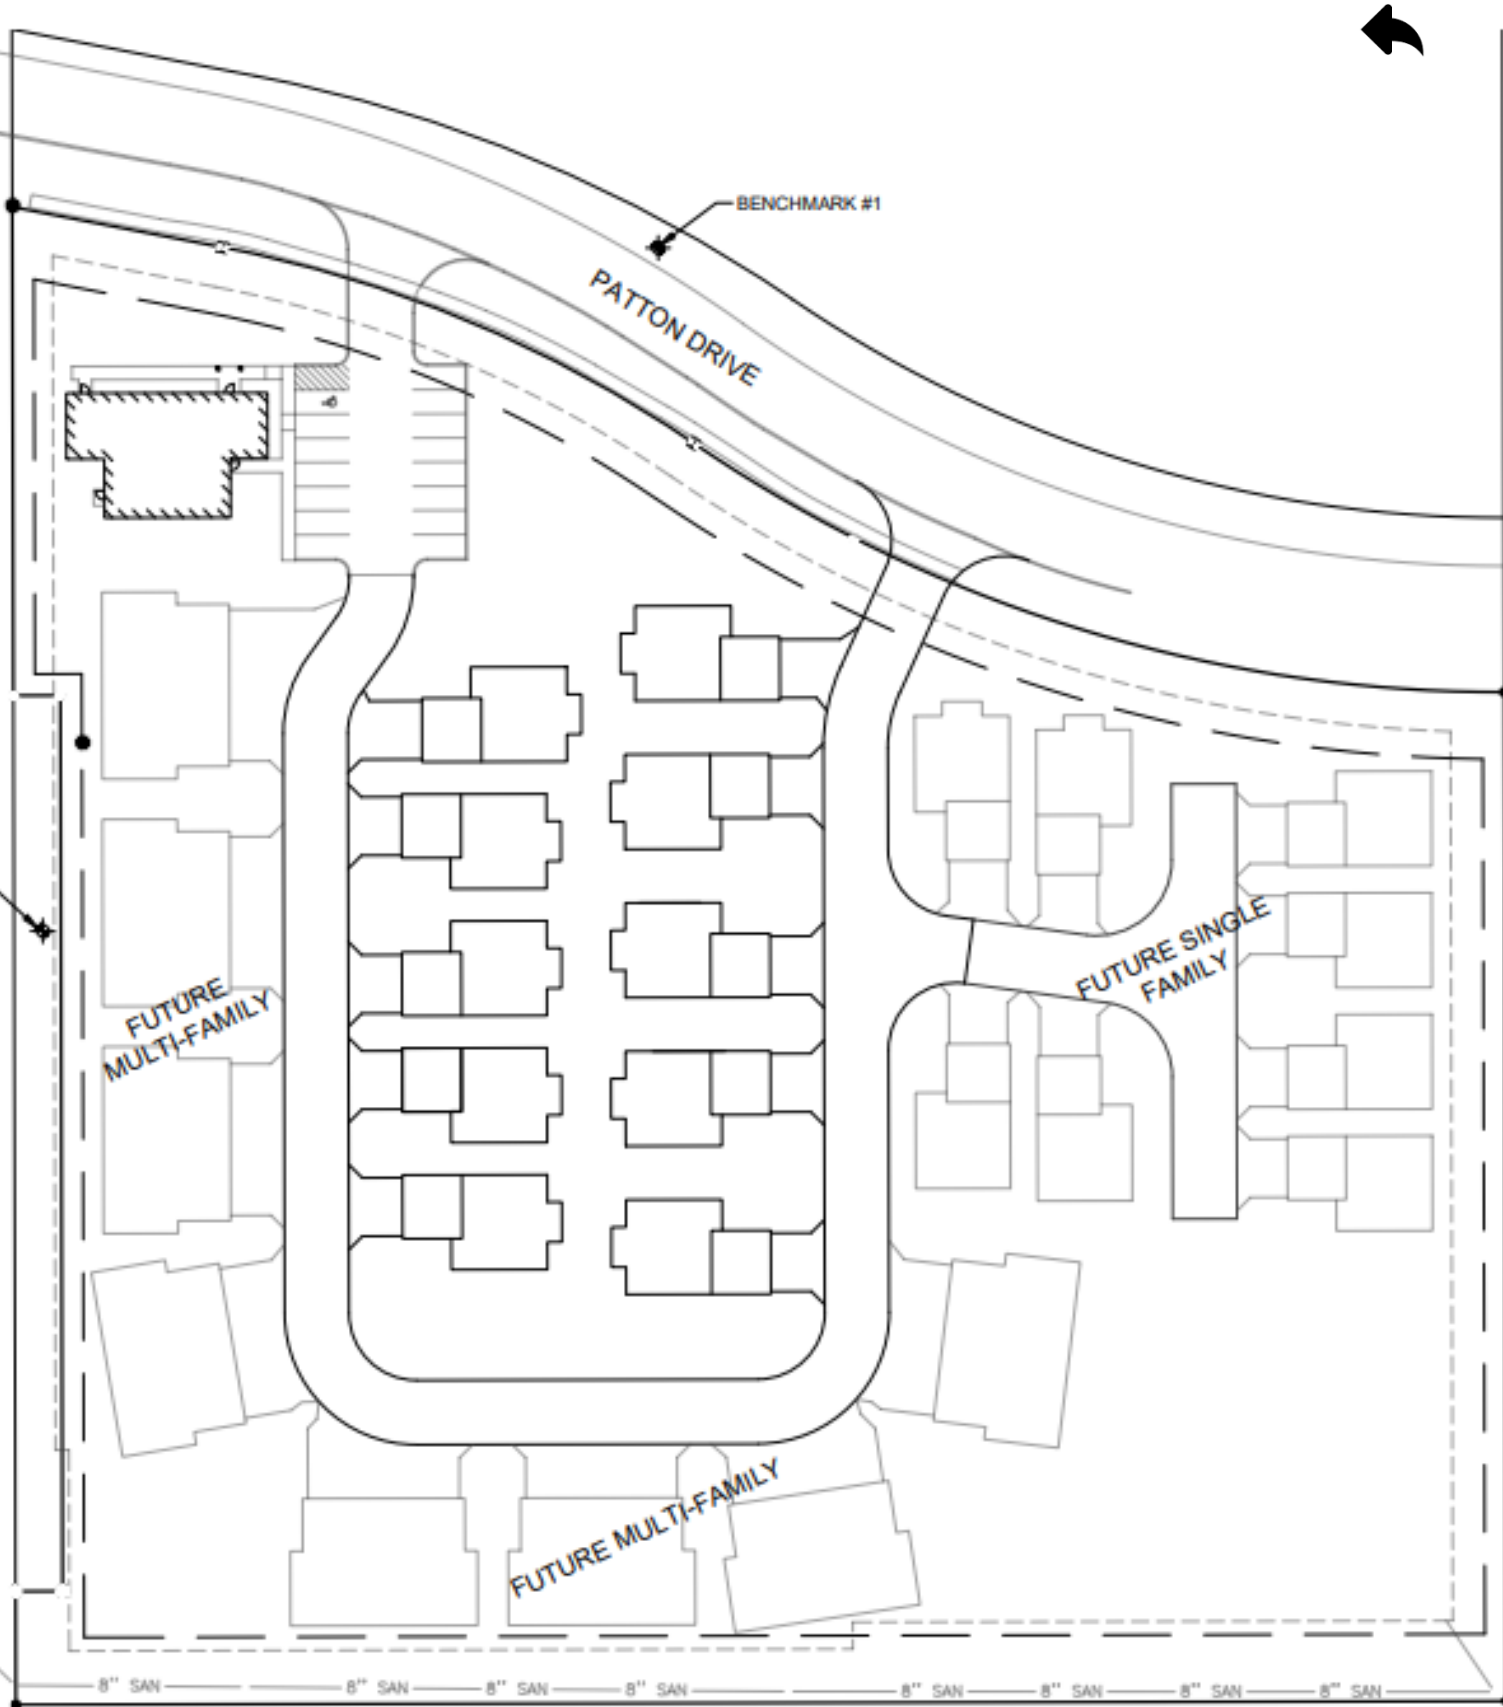 BENCHMARK #1
PATTON DRIVE
FUTURE SINGLE
FAMILY
FUTURE
MULTI-FAMILY
FUTURE MULTI-FAMILY
8'' SAN 8'' SAN 8'' SAN 8'' SAN 8'' SAN 8'' SAN 8'' SAN 8'' SAN